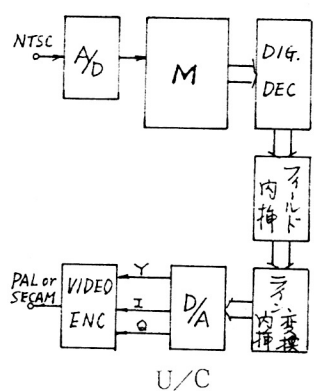 NTSC
A/D
M
DIG.
DEC
フィールド
内挿
ライン
内挿
変換
D/A
Y
I
Q
VIDEO
ENC
PAL or
SECAM
U/C